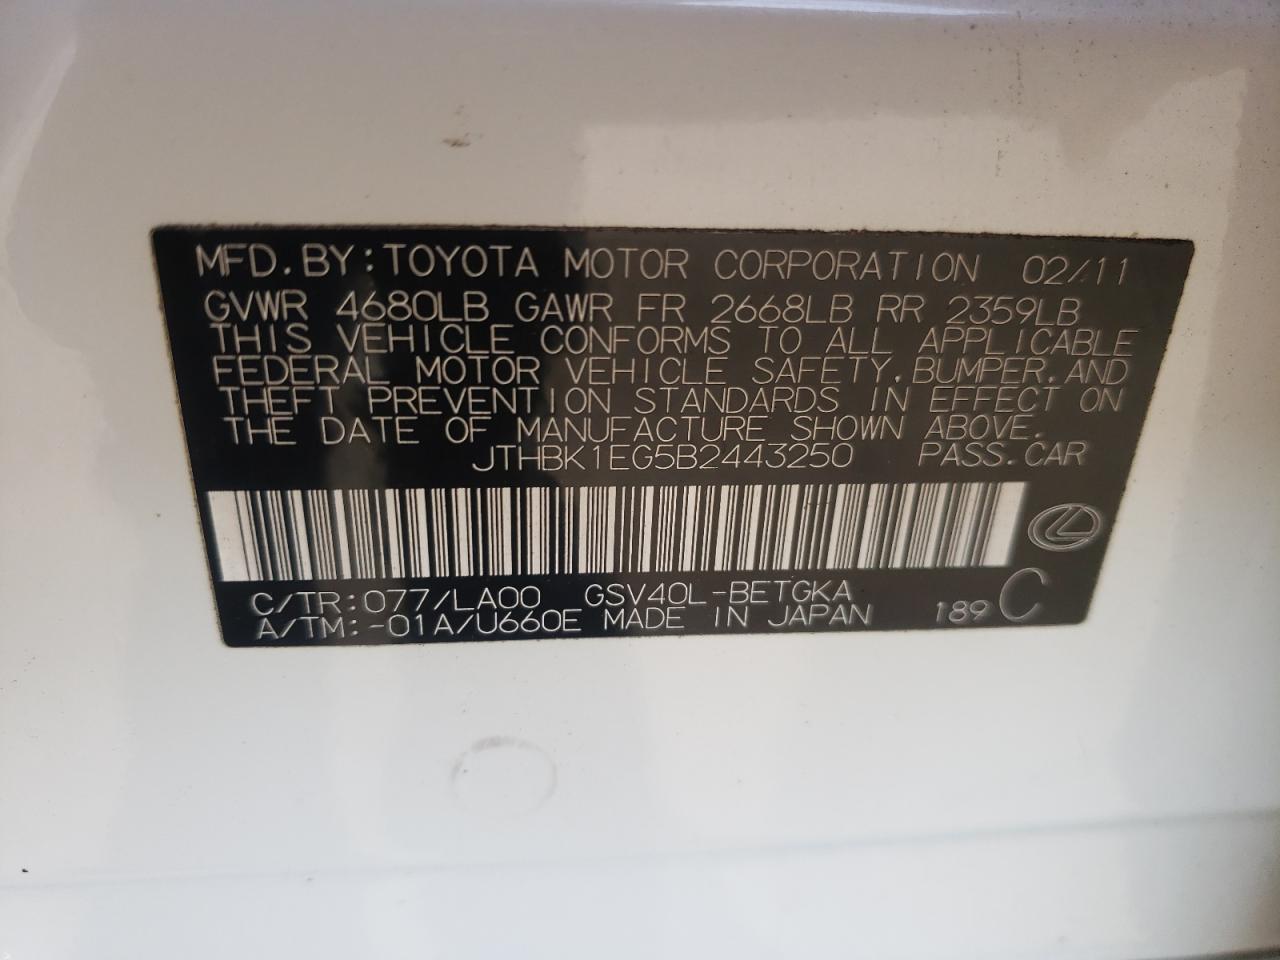 MFD. BY: TOYOTA MOTOR CORPORATION 02/11
GVWR 4680LB GAWR FR 2668LB RR 2359LB
THIS VEHICLE CONFORMS TO ALL APPLICABLE
FEDERAL MOTOR VEHICLE SAFETY, BUMPER, AND
THEFT PREVENTION STANDARDS IN EFFECT ON
THE DATE OF MANUFACTURE SHOWN ABOVE.
JTHBK1EG5B2443250 PASS. CAR
C/TR: 077/LA00 GSV40L-BETGKA
A/TM: -01A/U660E MADE IN JAPAN 189 C